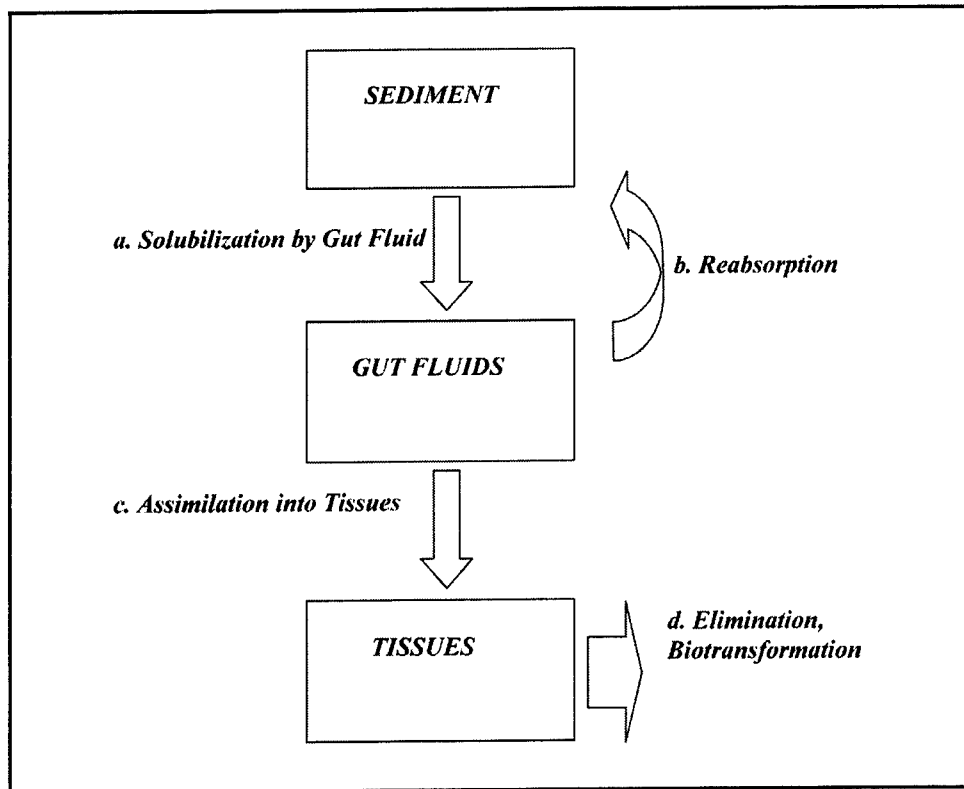 SEDIMENT
a. Solubilization by Gut Fluid
b. Reabsorption
GUT FLUIDS
c. Assimilation into Tissues
TISSUES
d. Elimination,
Biotransformation